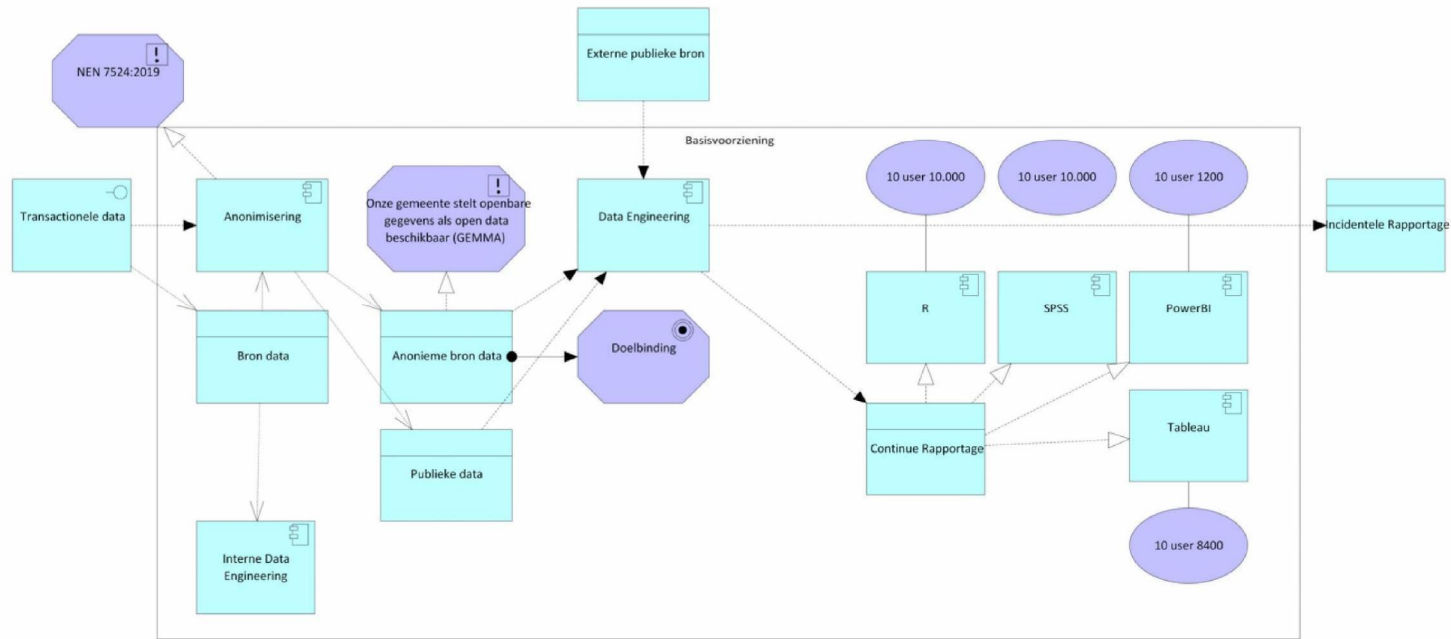 Externe publieke bron
!
NEN 7524:2019
Basisvoorziening
10 user 10.000
10 user 10.000
10 user 1200
!
Onze gemeente stelt openbare
gegevens als open data
beschikbaar (GEMMA)
Transactionele data
Anonimisering
Data Engineering
Incidentele Rapportage
R
SPSS
PowerBI
Bron data
Anonieme bron data
Doelbinding
Tableau
Continue Rapportage
Publieke data
10 user 8400
Interne Data
Engineering